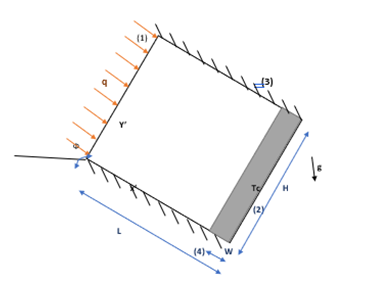 (1)
(3)
q
Y'
Φ
g
X'
Tc
H
(2)
L
(4)
W